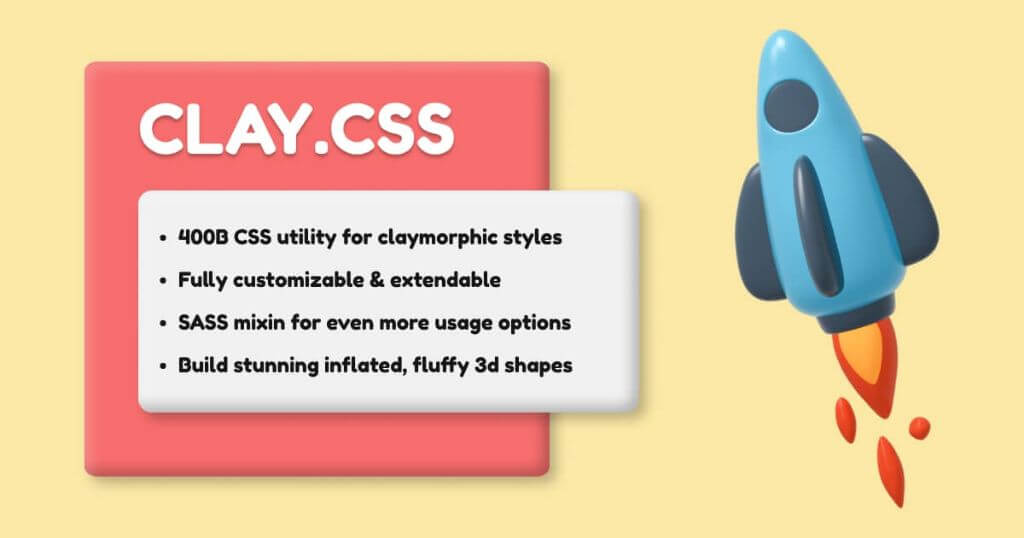 CLAY.CSS
• 400B CSS utility for claymorphic styles
• Fully customizable & extendable
• SASS mixin for even more usage options
• Build stunning inflated, fluffy 3d shapes